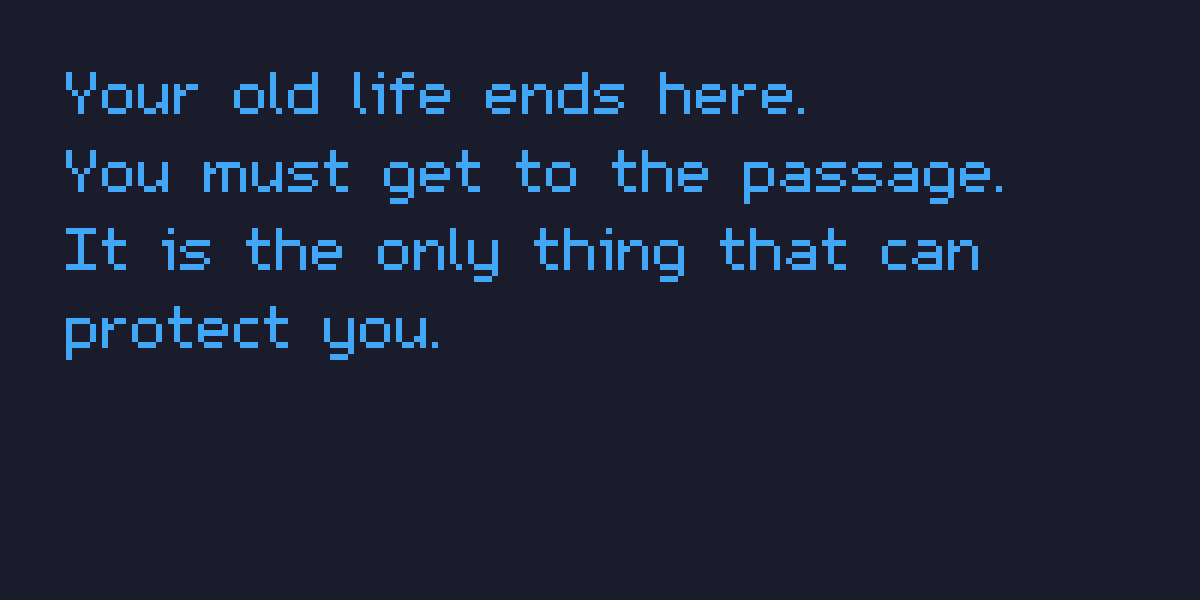 Your old life ends here.
You must get to the passage.
It is the only thing that can
protect you.